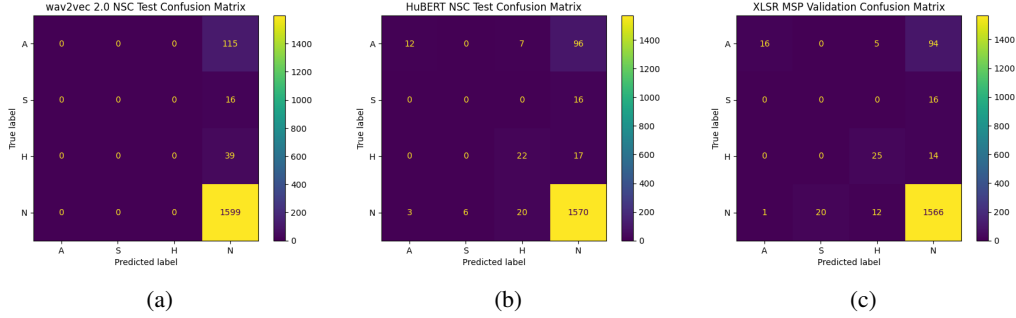 wav2vec 2.0 NSC Test Confusion Matrix
A 0 0 0 115
S 0 0 0 16
H 0 0 0 39
N 0 0 0 1599
A S H N
True label
Predicted label
1400
1200
1000
800
600
400
200
0
(a)
HuBERT NSC Test Confusion Matrix
A 12 0 7 96
S 0 0 0 16
H 0 0 22 17
N 3 6 20 1570
A S H N
True label
Predicted label
1400
1200
1000
800
600
400
200
0
(b)
XLSR MSP Validation Confusion Matrix
A 16 0 5 94
S 0 0 0 16
H 0 0 25 14
N 1 20 12 1566
A S H N
True label
Predicted label
1400
1200
1000
800
600
400
200
0
(c)